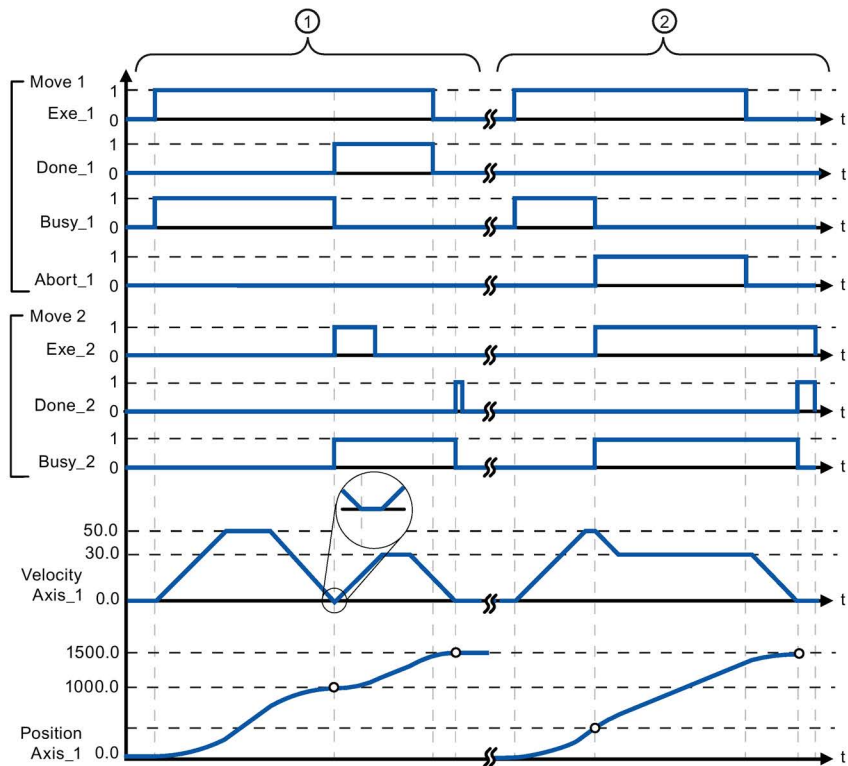 ① ②
Move 1
1
Exe_1 0 t
1
Done_1 0 t
1
Busy_1 0 t
1
Abort_1 0 t
Move 2
1
Exe_2 0 t
1
Done_2 0 t
1
Busy_2 0 t
50.0
30.0
Velocity
Axis_1 0.0 t
1500.0
1000.0
Position
Axis_1 0.0 t